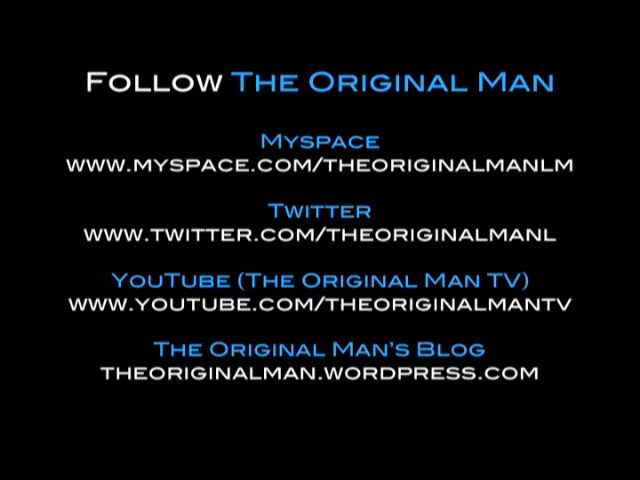 Follow The Original Man
Myspace
www.myspace.com/theoriginalmanlm
Twitter
www.twitter.com/theoriginalmanl
YouTube (The Original Man TV)
www.youtube.com/theoriginalmantv
The Original Man's Blog
theoriginalman.wordpress.com